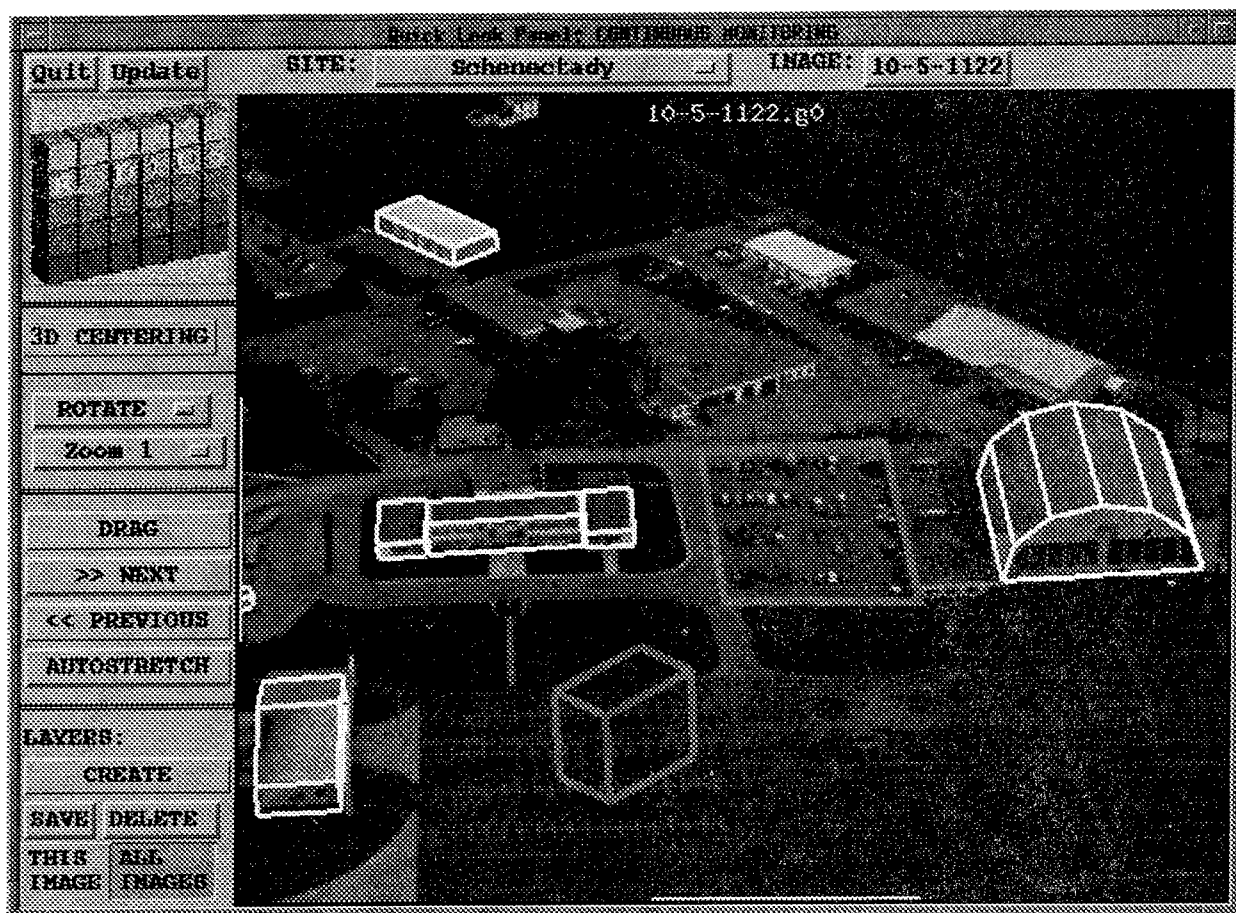 Quick Look Panel: CONTINUOUS MONITORING
Quit Update SITE: Schenectady IMAGE: 10-5-1122
10-5-1122.g0
3D CENTERING
ROTATE
Zoom 1
DRAG
>> NEXT
<< PREVIOUS
AUTOSTRETCH
LAYERS:
CREATE
SAVE DELETE
THIS IMAGE
ALL IMAGES